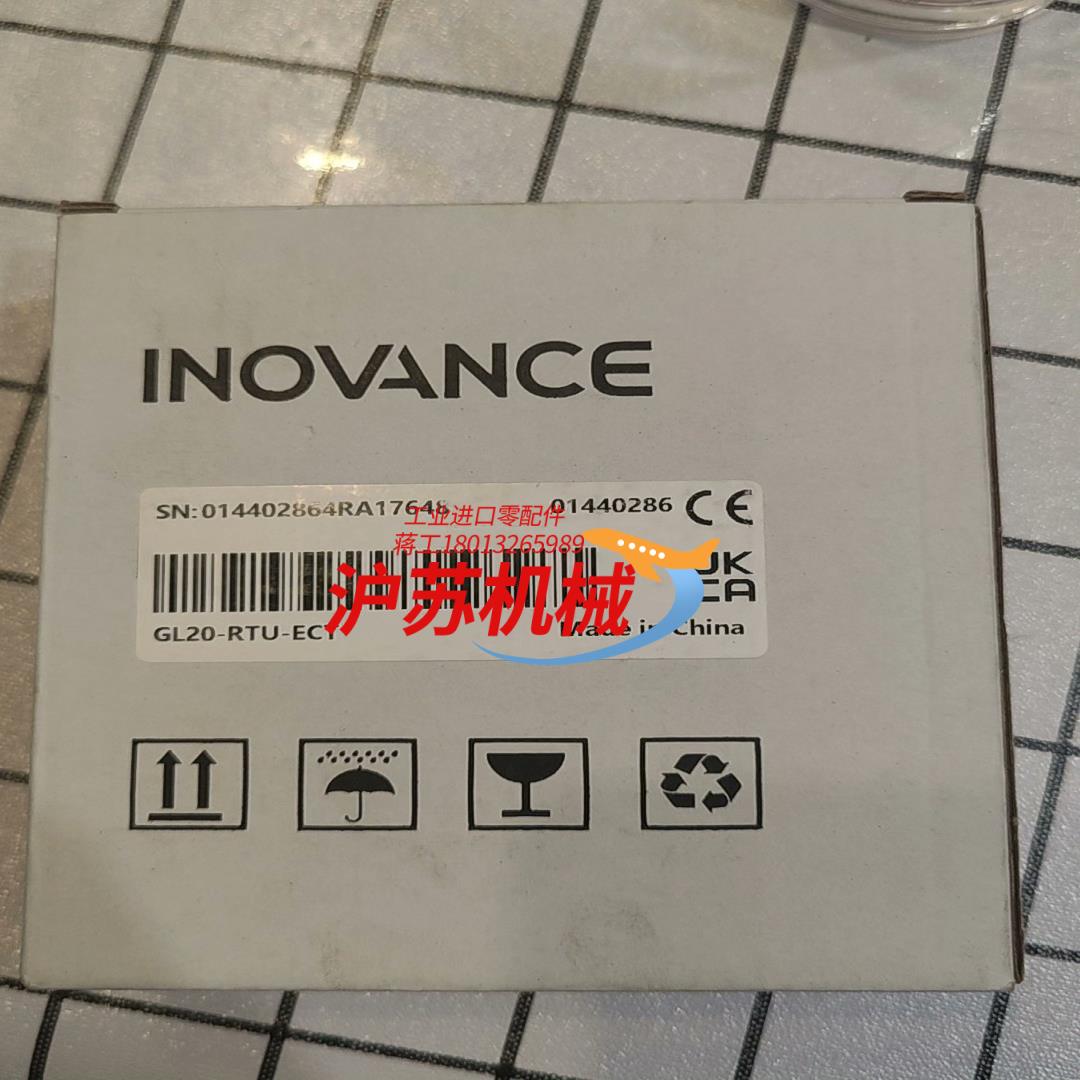 INOVANCE
SN:014402864RA17648
01440286
CE
工业进口零配件
蒋工18013265989
沪苏机械
UK
CA
GL20-RTU-ECT
Made in China